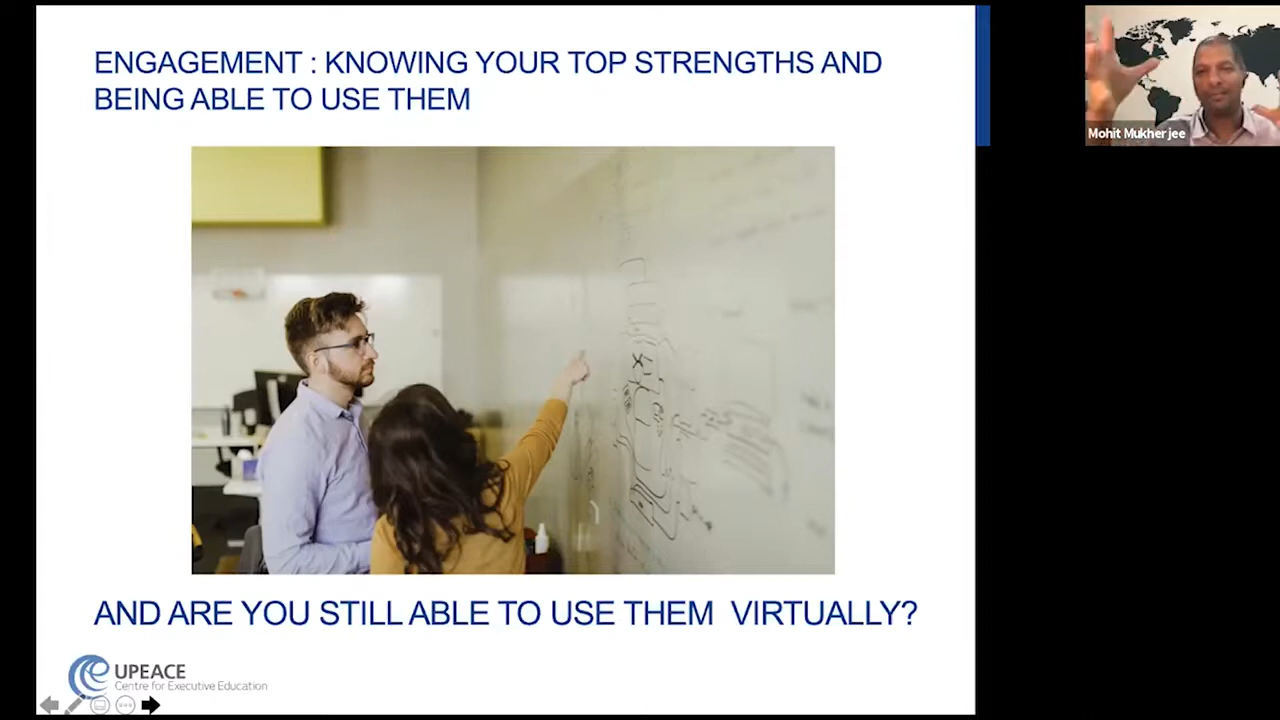 ENGAGEMENT : KNOWING YOUR TOP STRENGTHS AND
BEING ABLE TO USE THEM
AND ARE YOU STILL ABLE TO USE THEM VIRTUALLY?
UPEACE
Centre for Executive Education
Mohit Mukherjee